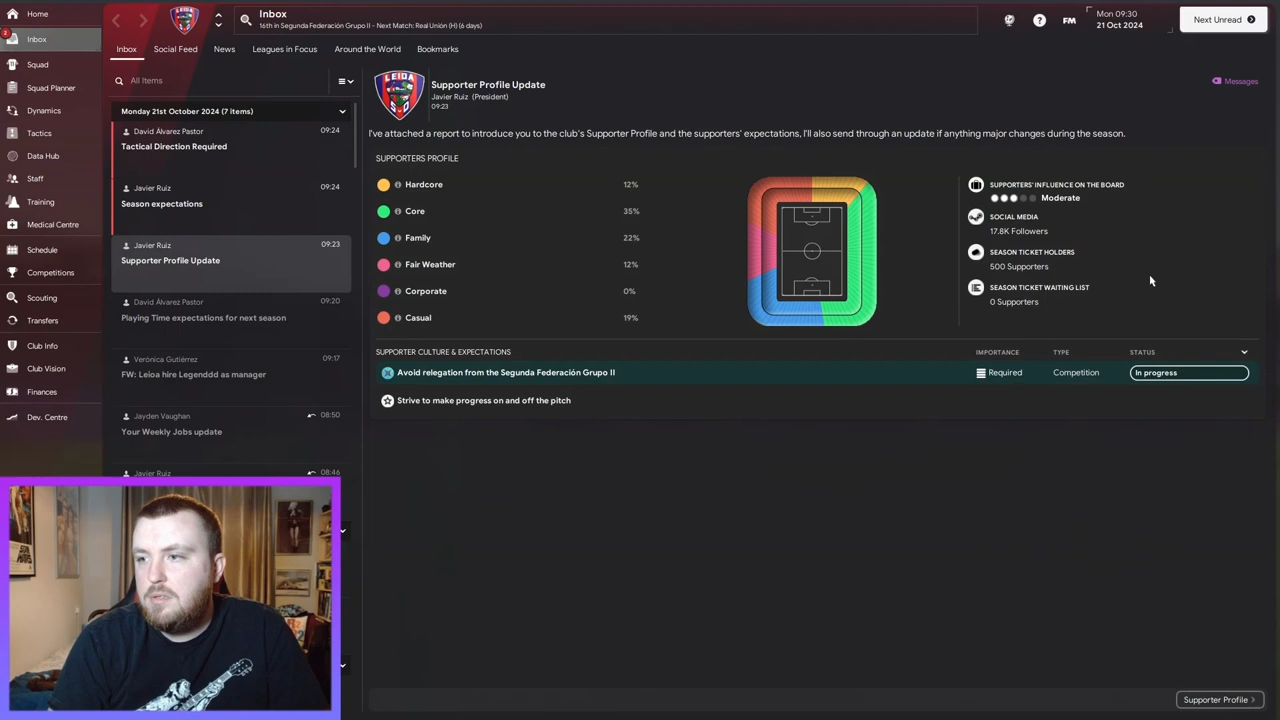 Home
2
Inbox
Squad
Squad Planner
Dynamics
Tactics
Data Hub
Staff
Training
Medical Centre
Schedule
Competitions
Scouting
Transfers
Club Info
Club Vision
Finances
Dev. Centre
Inbox
16th in Segunda Federación Grupo II - Next Match: Real Unión (H) (6 days)
FM
Mon 09:30
21 Oct 2024
Next Unread
Inbox Social Feed News Leagues in Focus Around the World Bookmarks
All Items
Monday 21st October 2024 (7 items)
David Álvarez Pastor 09:24
Tactical Direction Required
Javier Ruiz 09:24
Season expectations
Javier Ruiz 09:23
Supporter Profile Update
David Álvarez Pastor 09:20
Playing Time expectations for next season
Verónica Gutiérrez 09:17
FW: Leioa hire Legenddd as manager
Jayden Vaughan 08:50
Your Weekly Jobs update
Javier Ruiz 08:46
Supporter Profile Update
Javier Ruiz (President)
09:23
Messages
I've attached a report to introduce you to the club's Supporter Profile and the supporters' expectations, I'll also send through an update if anything major changes during the season.
SUPPORTERS PROFILE
Hardcore 12%
Core 35%
Family 22%
Fair Weather 12%
Corporate 0%
Casual 19%
SUPPORTERS' INFLUENCE ON THE BOARD
Moderate
SOCIAL MEDIA
17.8K Followers
SEASON TICKET HOLDERS
500 Supporters
SEASON TICKET WAITING LIST
0 Supporters
SUPPORTER CULTURE & EXPECTATIONS IMPORTANCE TYPE STATUS
Avoid relegation from the Segunda Federación Grupo II Required Competition In progress
Strive to make progress on and off the pitch
Supporter Profile